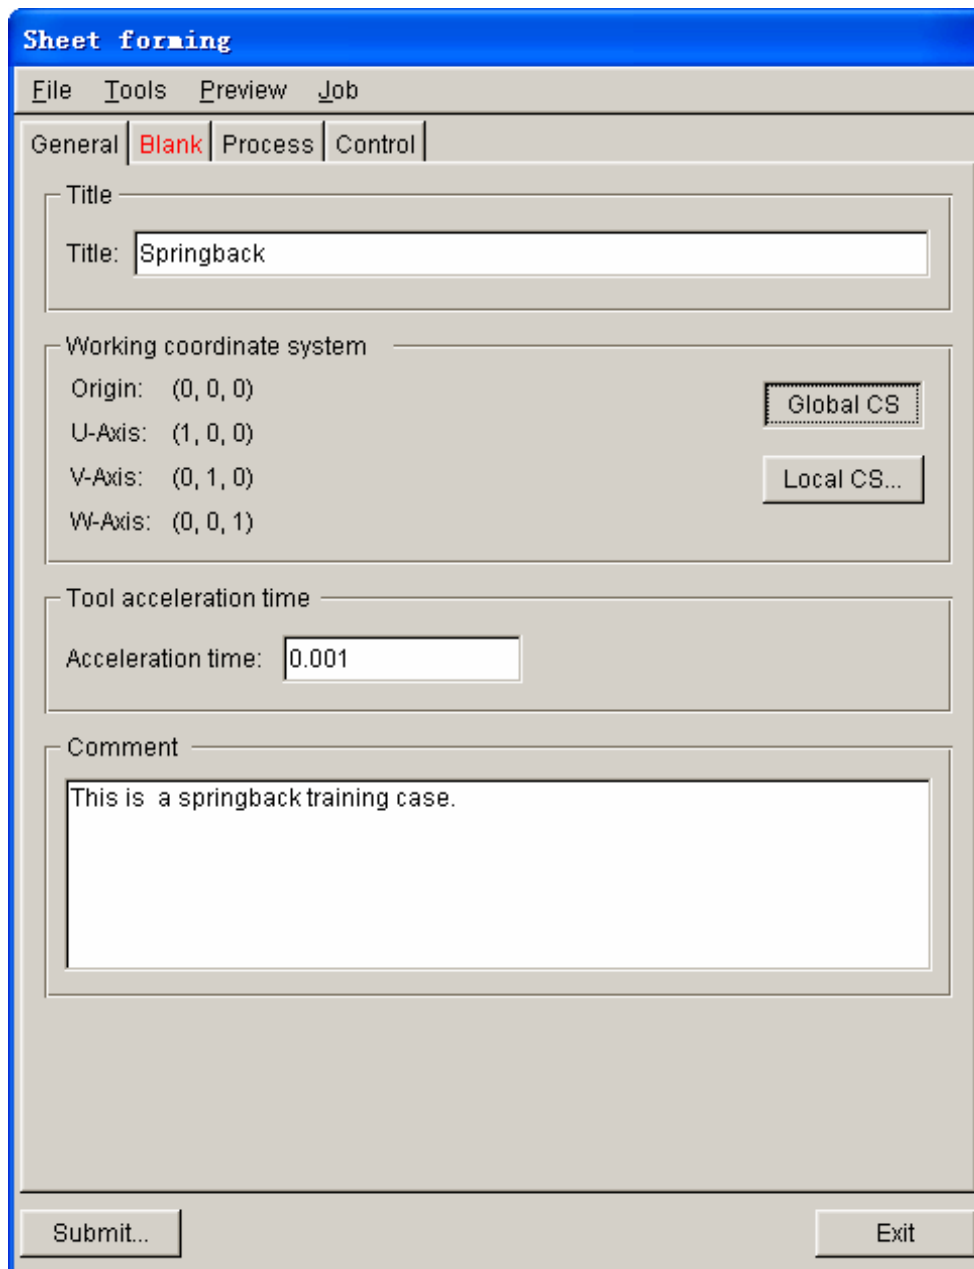 Sheet forming
File Tools Preview Job
General Blank Process Control
Title
Title: Springback
Working coordinate system
Origin: (0, 0, 0)
Global CS
U-Axis: (1, 0, 0)
V-Axis: (0, 1, 0)
Local CS...
W-Axis: (0, 0, 1)
Tool acceleration time
Acceleration time: 0.001
Comment
This is  a springback training case.
Submit... Exit